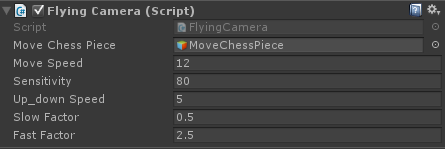 Flying Camera (Script)
Script FlyingCamera
Move Chess Piece MoveChessPiece
Move Speed 12
Sensitivity 80
Up_down Speed 5
Slow Factor 0.5
Fast Factor 2.5